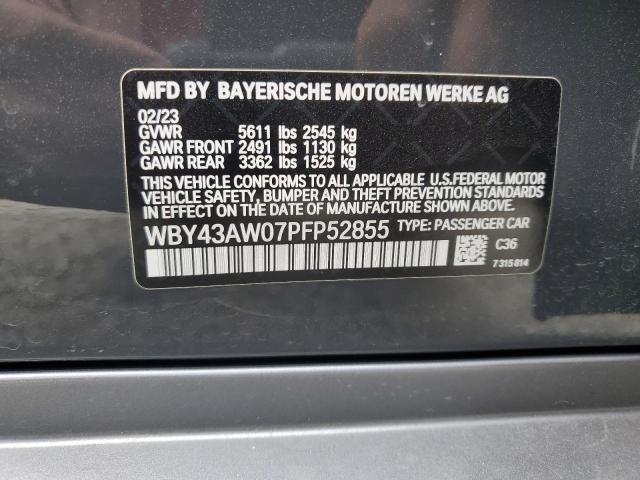 MFD BY BAYERISCHE MOTOREN WERKE AG
02/23
GVWR 5611 lbs 2545 kg
GAWR FRONT 2491 lbs 1130 kg
GAWR REAR 3362 lbs 1525 kg
THIS VEHICLE CONFORMS TO ALL APPLICABLE U.S.FEDERAL MOTOR
VEHICLE SAFETY, BUMPER, AND THEFT PREVENTION STANDARDS
IN EFFECT ON THE DATE OF MANUFACTURE SHOWN ABOVE.
WBY43AW07PFP52855 TYPE: PASSENGER CAR
C36
7315814